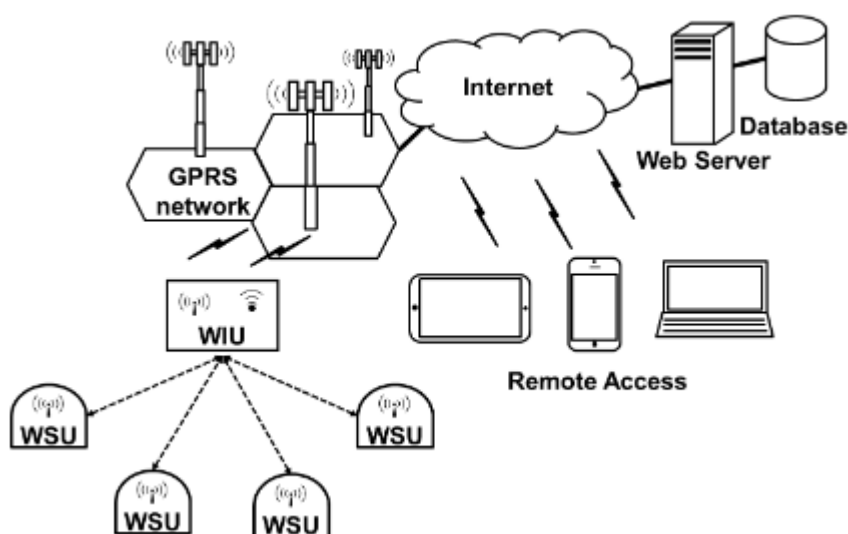 Internet
Database
Web Server
GPRS
network
WIU
Remote Access
WSU
WSU
WSU
WSU